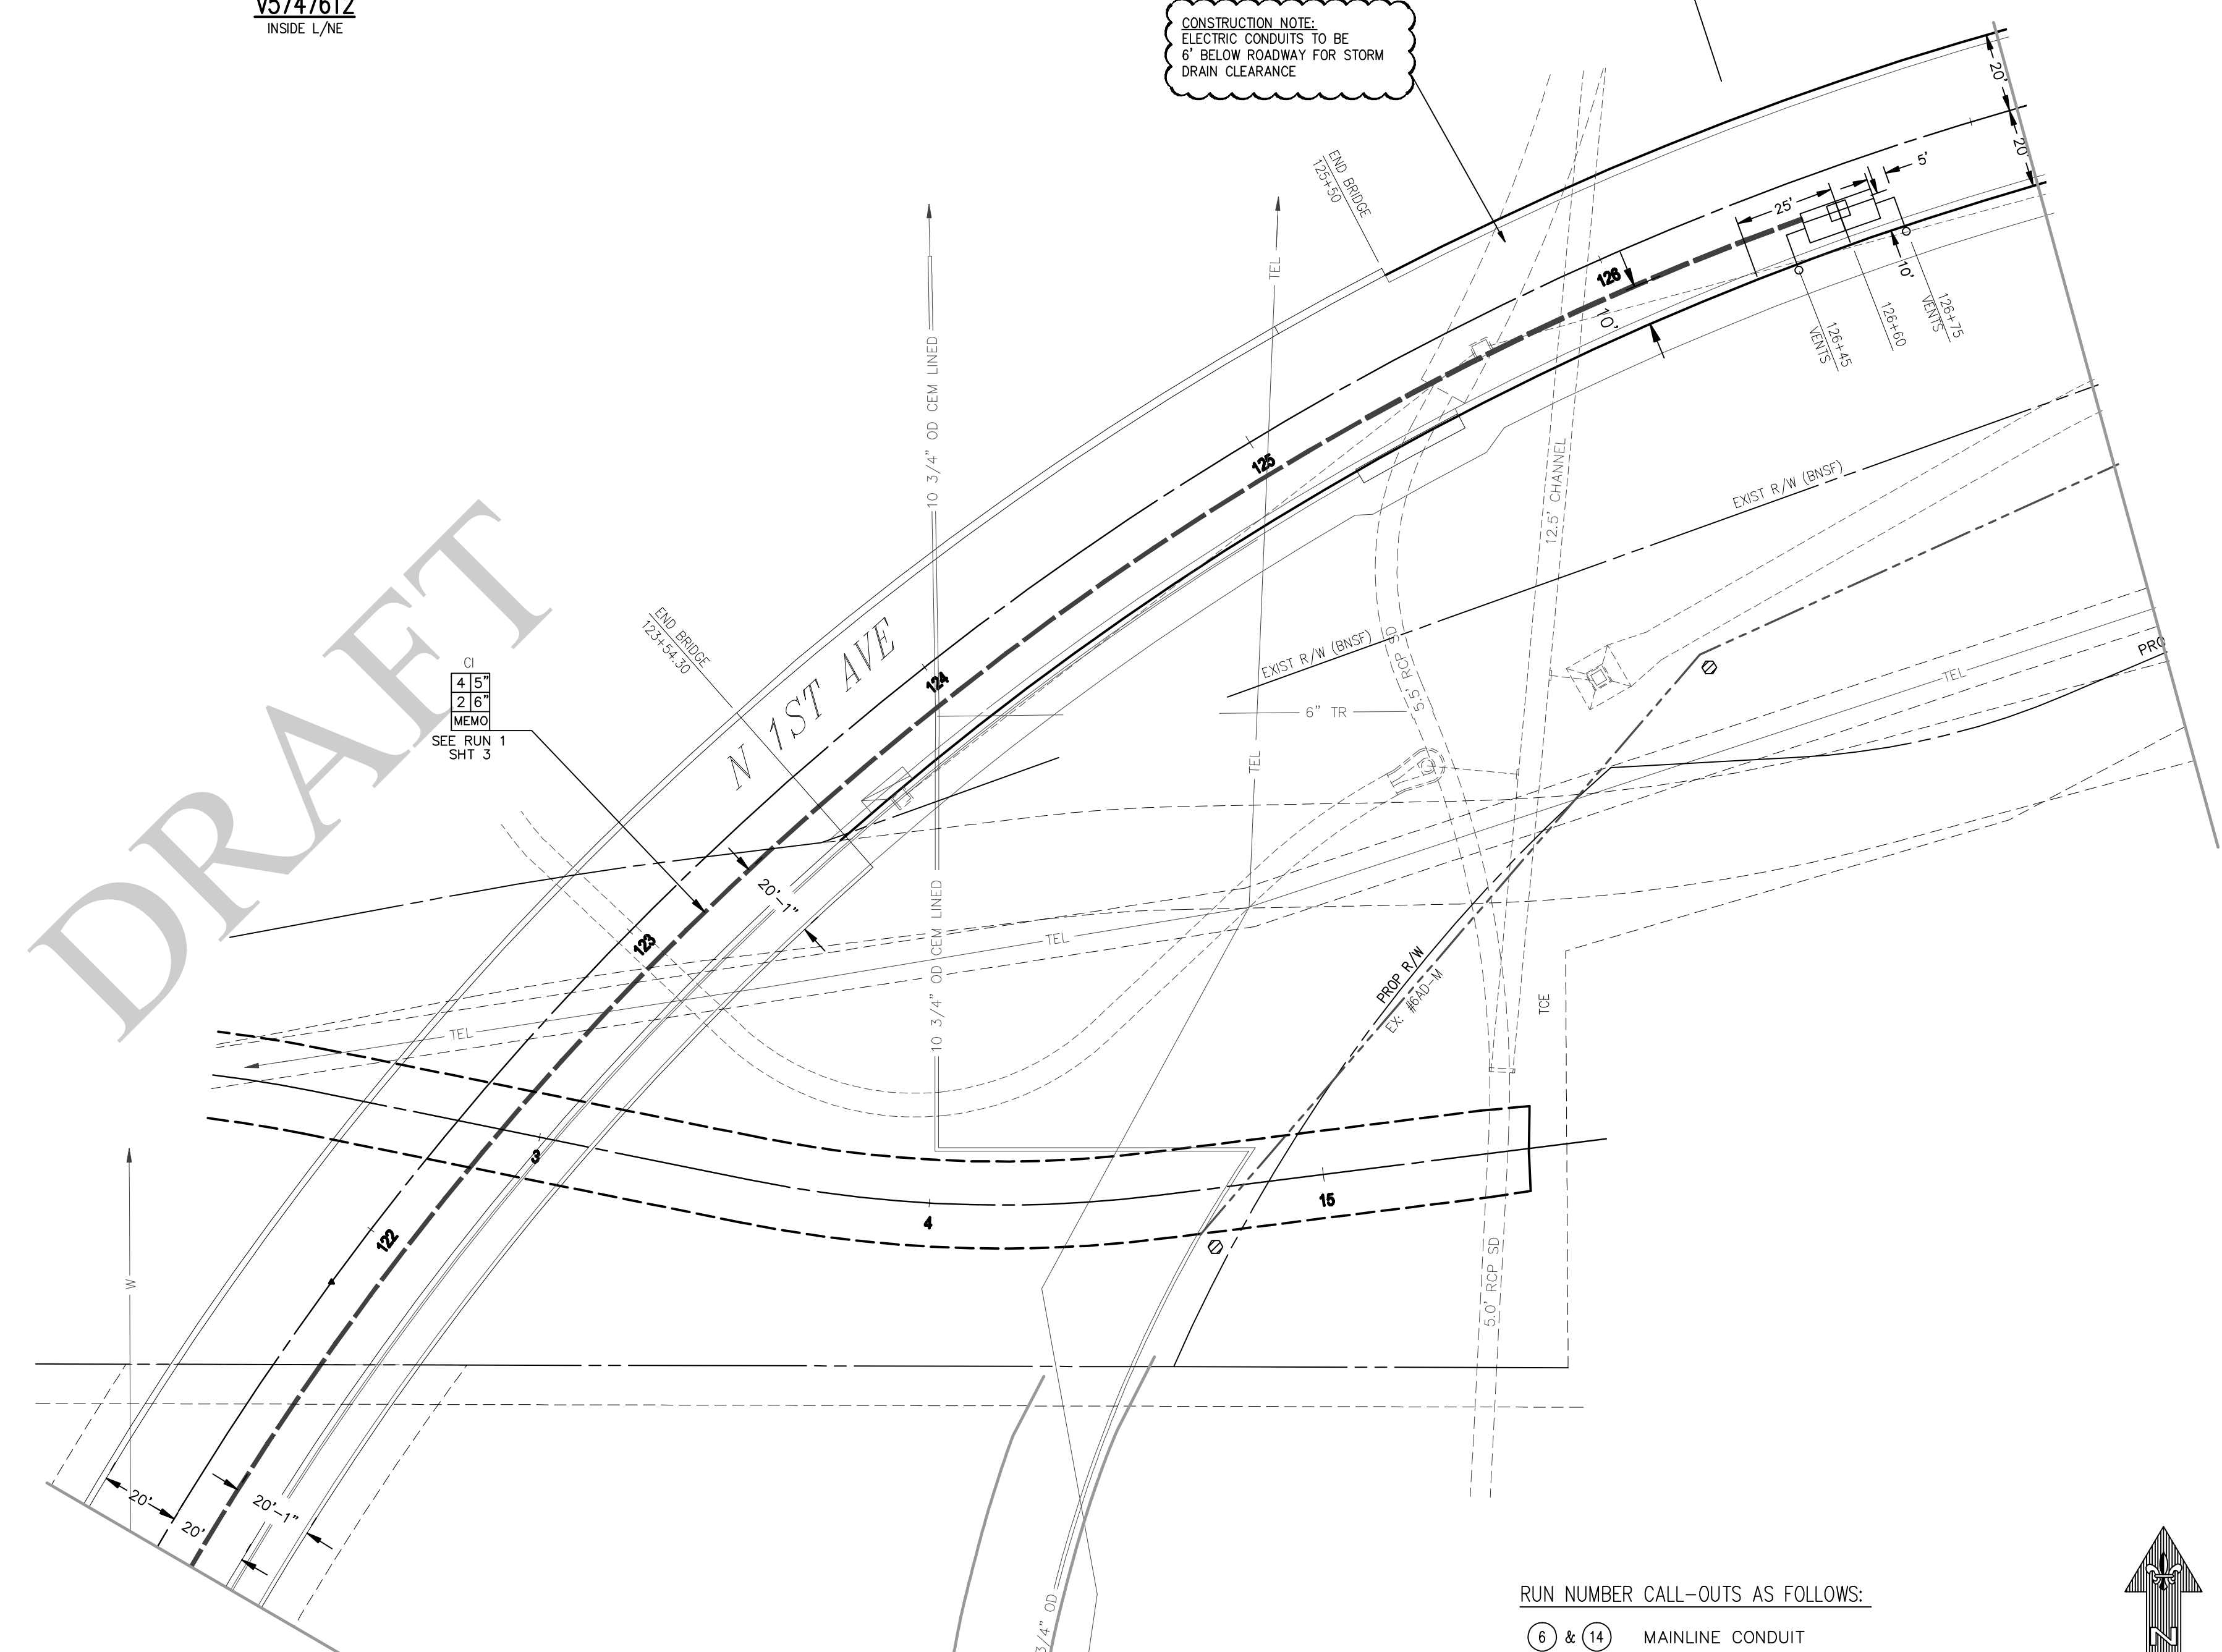 V5747612
INSIDE L/NE
CONSTRUCTION NOTE:
ELECTRIC CONDUITS TO BE
6' BELOW ROADWAY FOR STORM
DRAIN CLEARANCE
20'
20'
5'
25'
10'
126+75
VENTS
126+60
126+45
VENTS
END BRIDGE
125+50
126
10'
TEL
10 3/4" OD CEM LINED
125
12.5' CHANNEL
EXIST R/W (BNSF)
DRAFT
END BRIDGE
123+54.30
N 1ST AVE
124
EXIST R/W (BNSF)
5.5' RCP SD
6" TR
TEL
TEL
CI
4 5"
2 6"
MEMO
SEE RUN 1
SHT 3
20'-1"
123
10 3/4" OD CEM LINED
TEL
TEL
PROP R/W
EX: #6AD-M
TCE
3
4
15
122
W
5.0' RCP SD
20'
20'
20'-1"
3/4" OD
RUN NUMBER CALL-OUTS AS FOLLOWS:
6 & 14 MAINLINE CONDUIT
N